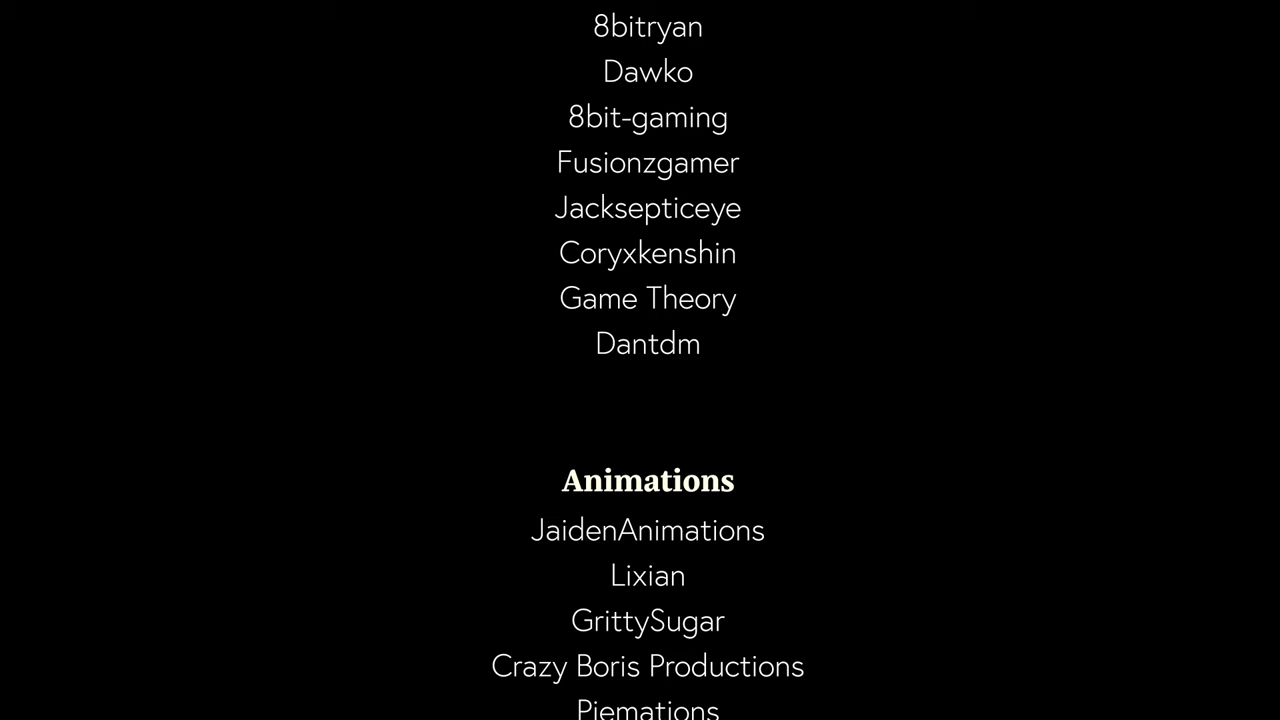 8bitryan
Dawko
8bit-gaming
Fusionzgamer
Jacksepticeye
Coryxkenshin
Game Theory
Dantdm
Animations
JaidenAnimations
Lixian
GrittySugar
Crazy Boris Productions
Piemations